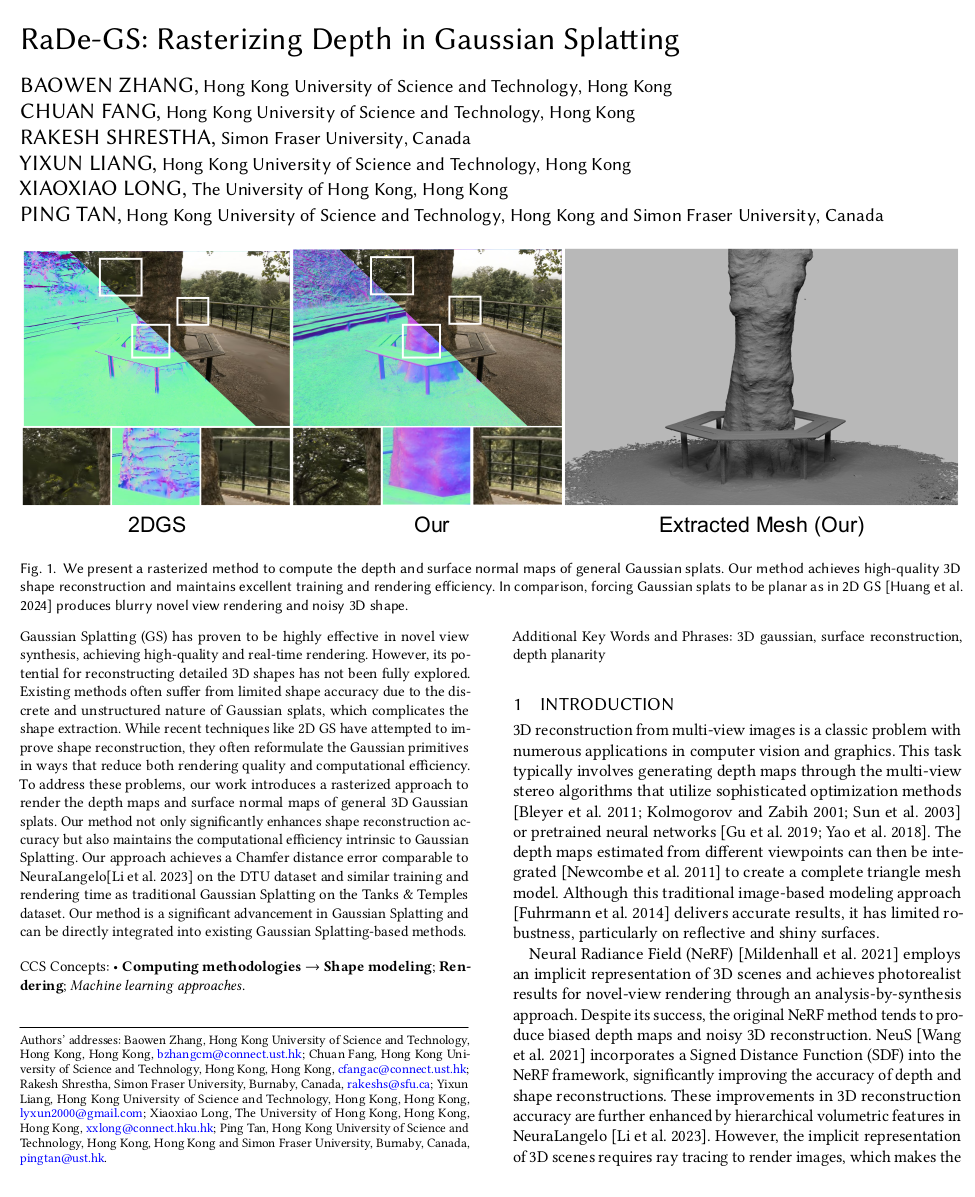 RaDe-GS: Rasterizing Depth in Gaussian Splatting
BAOWEN ZHANG, Hong Kong University of Science and Technology, Hong Kong
CHUAN FANG, Hong Kong University of Science and Technology, Hong Kong
RAKESH SHRESTHA, Simon Fraser University, Canada
YIXUN LIANG, Hong Kong University of Science and Technology, Hong Kong
XIAOXIAO LONG, The University of Hong Kong, Hong Kong
PING TAN, Hong Kong University of Science and Technology, Hong Kong and Simon Fraser University, Canada
2DGS
Our
Extracted Mesh (Our)
Fig. 1. We present a rasterized method to compute the depth and surface normal maps of general Gaussian splats. Our method achieves high-quality 3D
shape reconstruction and maintains excellent training and rendering efficiency. In comparison, forcing Gaussian splats to be planar as in 2D GS [Huang et al.
2024] produces blurry novel view rendering and noisy 3D shape.
Gaussian Splatting (GS) has proven to be highly effective in novel view
synthesis, achieving high-quality and real-time rendering. However, its po-
tential for reconstructing detailed 3D shapes has not been fully explored.
Existing methods often suffer from limited shape accuracy due to the dis-
crete and unstructured nature of Gaussian splats, which complicates the
shape extraction. While recent techniques like 2D GS have attempted to im-
prove shape reconstruction, they often reformulate the Gaussian primitives
in ways that reduce both rendering quality and computational efficiency.
To address these problems, our work introduces a rasterized approach to
render the depth maps and surface normal maps of general 3D Gaussian
splats. Our method not only significantly enhances shape reconstruction ac-
curacy but also maintains the computational efficiency intrinsic to Gaussian
Splatting. Our approach achieves a Chamfer distance error comparable to
NeuraLangelo[Li et al. 2023] on the DTU dataset and similar training and
rendering time as traditional Gaussian Splatting on the Tanks & Temples
dataset. Our method is a significant advancement in Gaussian Splatting and
can be directly integrated into existing Gaussian Splatting-based methods.
CCS Concepts: • Computing methodologies → Shape modeling; Ren-
dering; Machine learning approaches.
Authors' addresses: Baowen Zhang, Hong Kong University of Science and Technology,
Hong Kong, Hong Kong, bzhangcm@connect.ust.hk; Chuan Fang, Hong Kong Uni-
versity of Science and Technology, Hong Kong, Hong Kong, cfangac@connect.ust.hk;
Rakesh Shrestha, Simon Fraser University, Burnaby, Canada, rakeshs@sfu.ca; Yixun
Liang, Hong Kong University of Science and Technology, Hong Kong, Hong Kong,
lyxun2000@gmail.com; Xiaoxiao Long, The University of Hong Kong, Hong Kong,
Hong Kong, xxlong@connect.hku.hk; Ping Tan, Hong Kong University of Science and
Technology, Hong Kong, Hong Kong and Simon Fraser University, Burnaby, Canada,
pingtan@ust.hk.
Additional Key Words and Phrases: 3D gaussian, surface reconstruction,
depth planarity
1 INTRODUCTION
3D reconstruction from multi-view images is a classic problem with
numerous applications in computer vision and graphics. This task
typically involves generating depth maps through the multi-view
stereo algorithms that utilize sophisticated optimization methods
[Bleyer et al. 2011; Kolmogorov and Zabih 2001; Sun et al. 2003]
or pretrained neural networks [Gu et al. 2019; Yao et al. 2018]. The
depth maps estimated from different viewpoints can then be inte-
grated [Newcombe et al. 2011] to create a complete triangle mesh
model. Although this traditional image-based modeling approach
[Fuhrmann et al. 2014] delivers accurate results, it has limited ro-
bustness, particularly on reflective and shiny surfaces.
Neural Radiance Field (NeRF) [Mildenhall et al. 2021] employs
an implicit representation of 3D scenes and achieves photorealist
results for novel-view rendering through an analysis-by-synthesis
approach. Despite its success, the original NeRF method tends to pro-
duce biased depth maps and noisy 3D reconstruction. NeuS [Wang
et al. 2021] incorporates a Signed Distance Function (SDF) into the
NeRF framework, significantly improving the accuracy of depth and
shape reconstructions. These improvements in 3D reconstruction
accuracy are further enhanced by hierarchical volumetric features in
NeuraLangelo [Li et al. 2023]. However, the implicit representation
of 3D scenes requires ray tracing to render images, which makes the